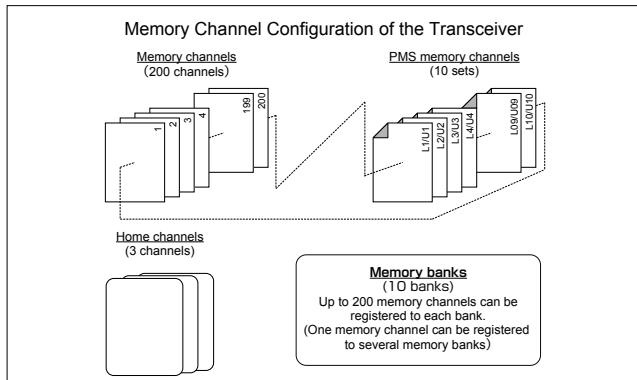 Memory Channel Configuration of the Transceiver
Memory channels
(200 channels)
1
2
3
4
199
200
PMS memory channels
(10 sets)
L1/U1
L2/U2
L3/U3
L4/U4
L09/U09
L10/U10
Home channels
(3 channels)
Memory banks
(10 banks)
Up to 200 memory channels can be
registered to each bank.
(One memory channel can be registered
to several memory banks)